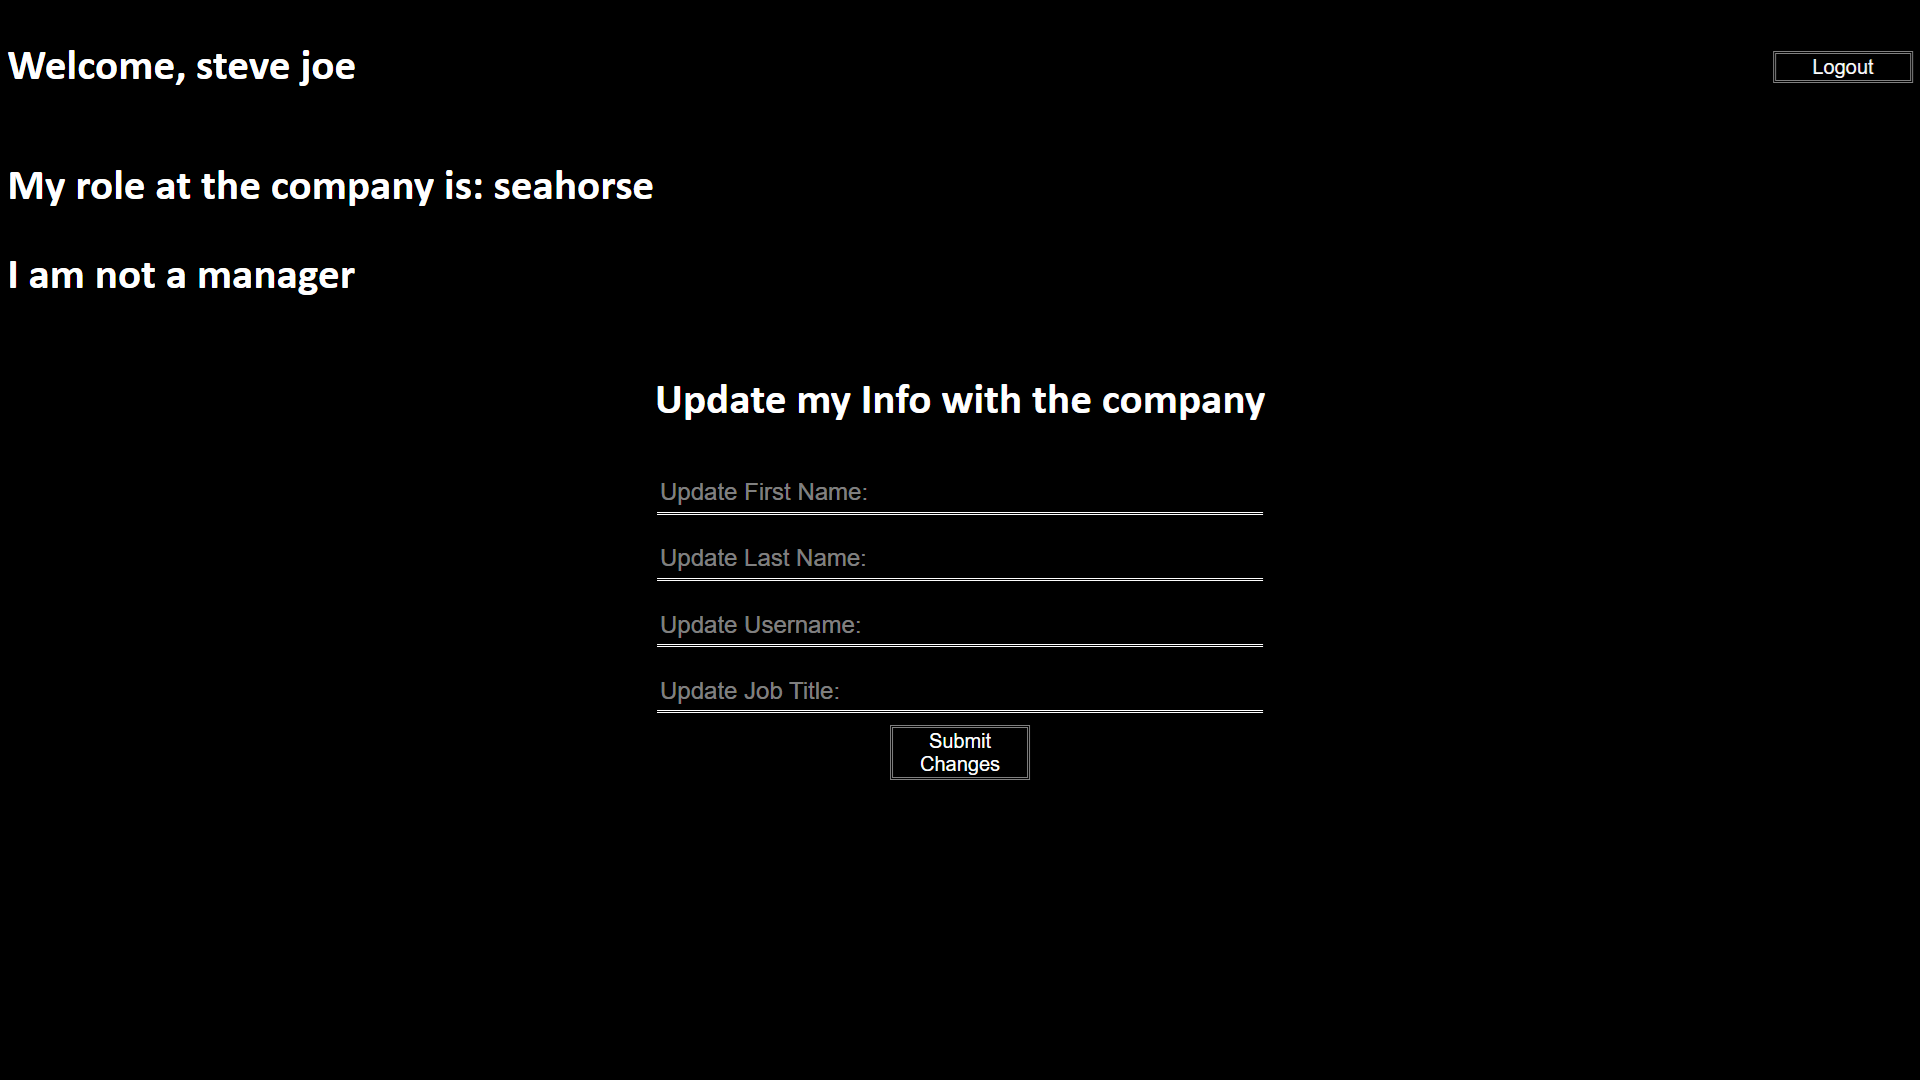 Welcome, steve joe
Logout
My role at the company is: seahorse
I am not a manager
Update my Info with the company
Update First Name:
Update Last Name:
Update Username:
Update Job Title:
Submit
Changes